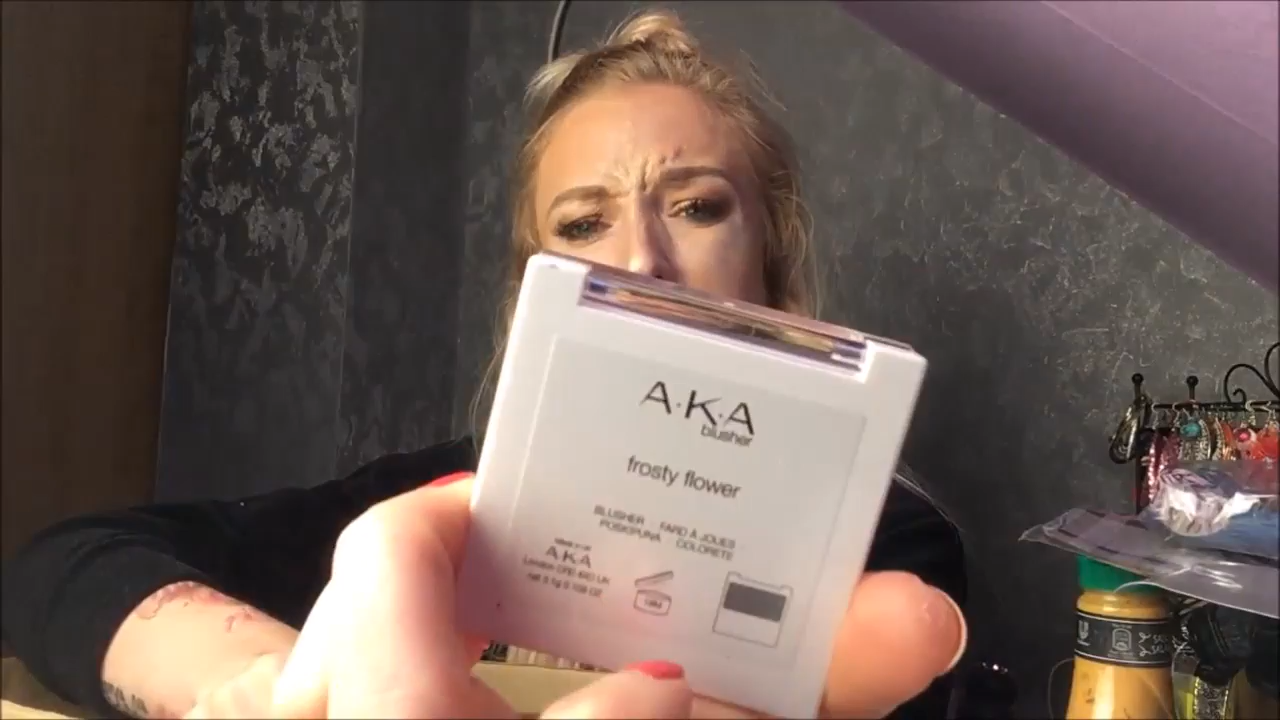 A·K·A
blusher
frosty flower
BLUSHER FARD À JOUES
POSKIPUNA COLORETE
A·K·A